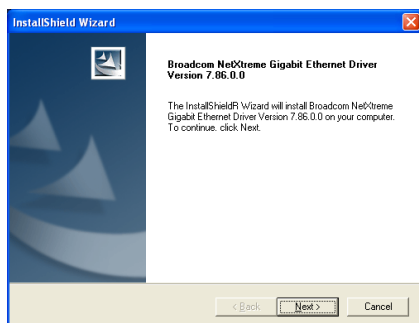 InstallShield Wizard
Broadcom NetXtreme Gigabit Ethernet Driver
Version 7.86.0.0
The InstallShieldR Wizard will install Broadcom NetXtreme
Gigabit Ethernet Driver Version 7.86.0.0 on your computer.
To continue, click Next.
< Back
Next >
Cancel